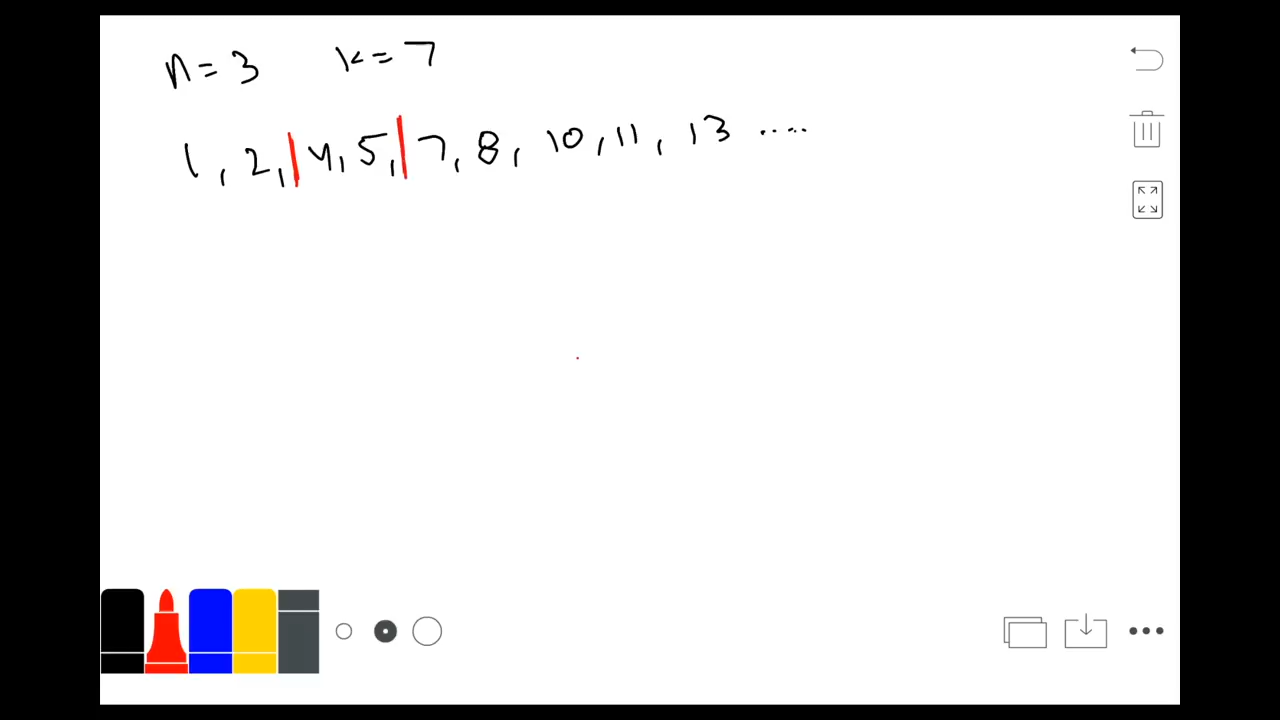 n = 3 k = 7
1, 2, | 4, 5, | 7, 8, 10, 11, 13 .....